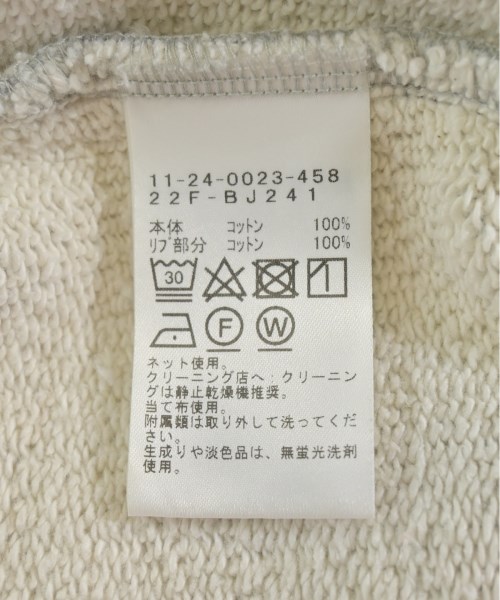 11-24-0023-458
22F-BJ241
本体 コットン 100%
リブ部分 コットン 100%
30
F W
ネット使用。
クリーニング店へ：クリーニン
グは静止乾燥機推奨。
当て布使用。
附属類は取り外して洗ってくだ
さい。
生成りや淡色品は、無蛍光洗剤
使用。